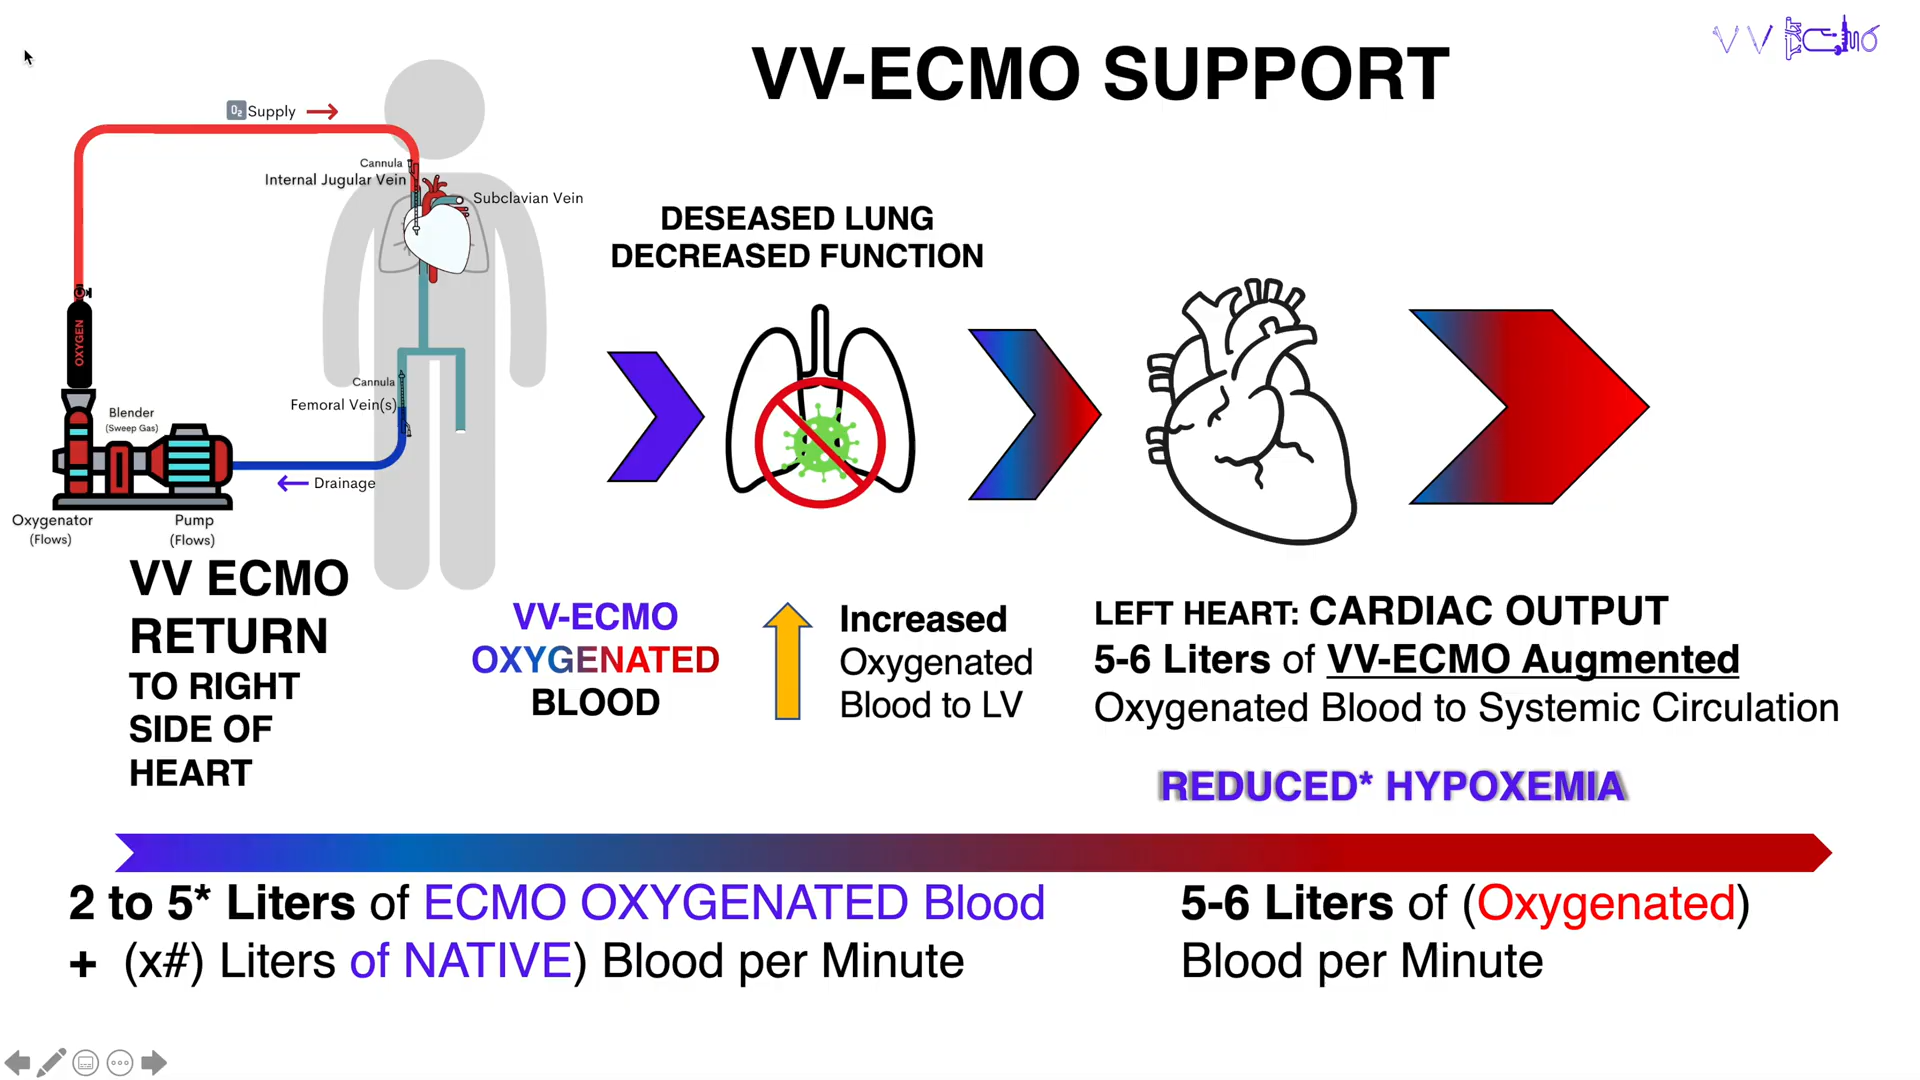 VV ECMO
VV-ECMO SUPPORT
O₂ Supply
Cannula
Internal Jugular Vein
Subclavian Vein
OXYGEN
Cannula
Femoral Vein(s)
Blender
(Sweep Gas)
Drainage
Oxygenator
(Flows)
Pump
(Flows)
DESEASED LUNG
DECREASED FUNCTION
VV ECMO
RETURN
TO RIGHT
SIDE OF
HEART
VV-ECMO
OXYGENATED
BLOOD
Increased
Oxygenated
Blood to LV
LEFT HEART: CARDIAC OUTPUT
5-6 Liters of VV-ECMO Augmented
Oxygenated Blood to Systemic Circulation
REDUCED* HYPOXEMIA
2 to 5* Liters of ECMO OXYGENATED Blood
+ (x#) Liters of NATIVE) Blood per Minute
5-6 Liters of (Oxygenated)
Blood per Minute